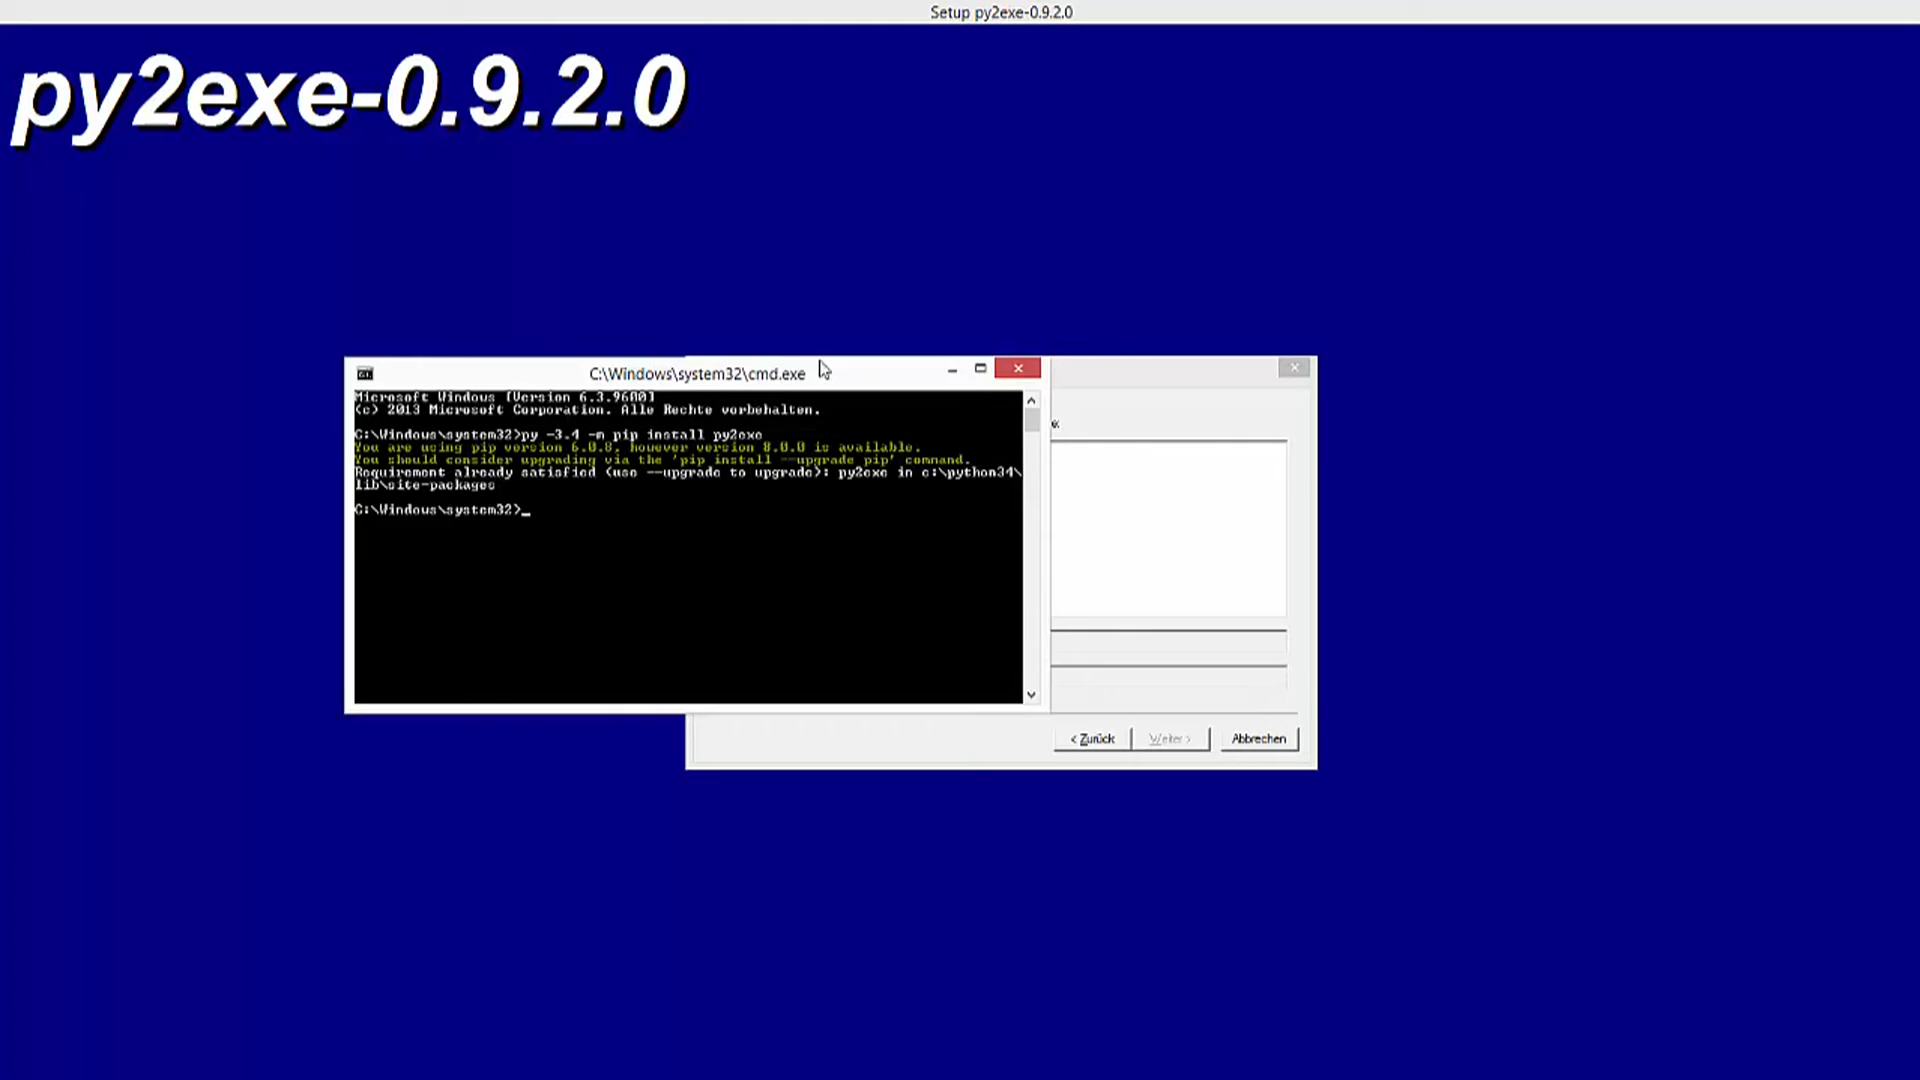 Setup py2exe-0.9.2.0
py2exe-0.9.2.0
C:\Windows\system32\cmd.exe
Microsoft Windows [Version 6.3.9600]
(c) 2013 Microsoft Corporation. Alle Rechte vorbehalten.
C:\Windows\system32>py -3.4 -m pip install py2exe
You are using pip version 6.0.8, however version 8.0.0 is available.
You should consider upgrading via the 'pip install --upgrade pip' command.
Requirement already satisfied (use --upgrade to upgrade): py2exe in c:\python34\
lib\site-packages
C:\Windows\system32>_
< Zurück
Weiter >
Abbrechen